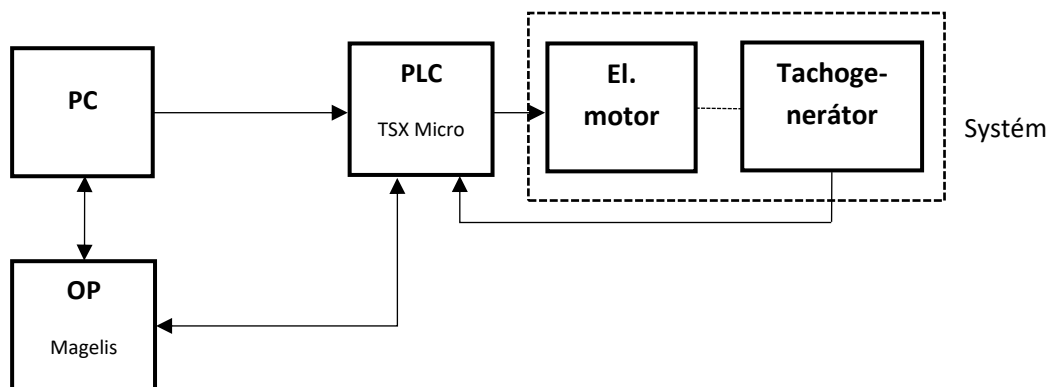 PC
PLC
TSX Micro
El.
motor
Tachoge-
nerátor
Systém
OP
Magelis